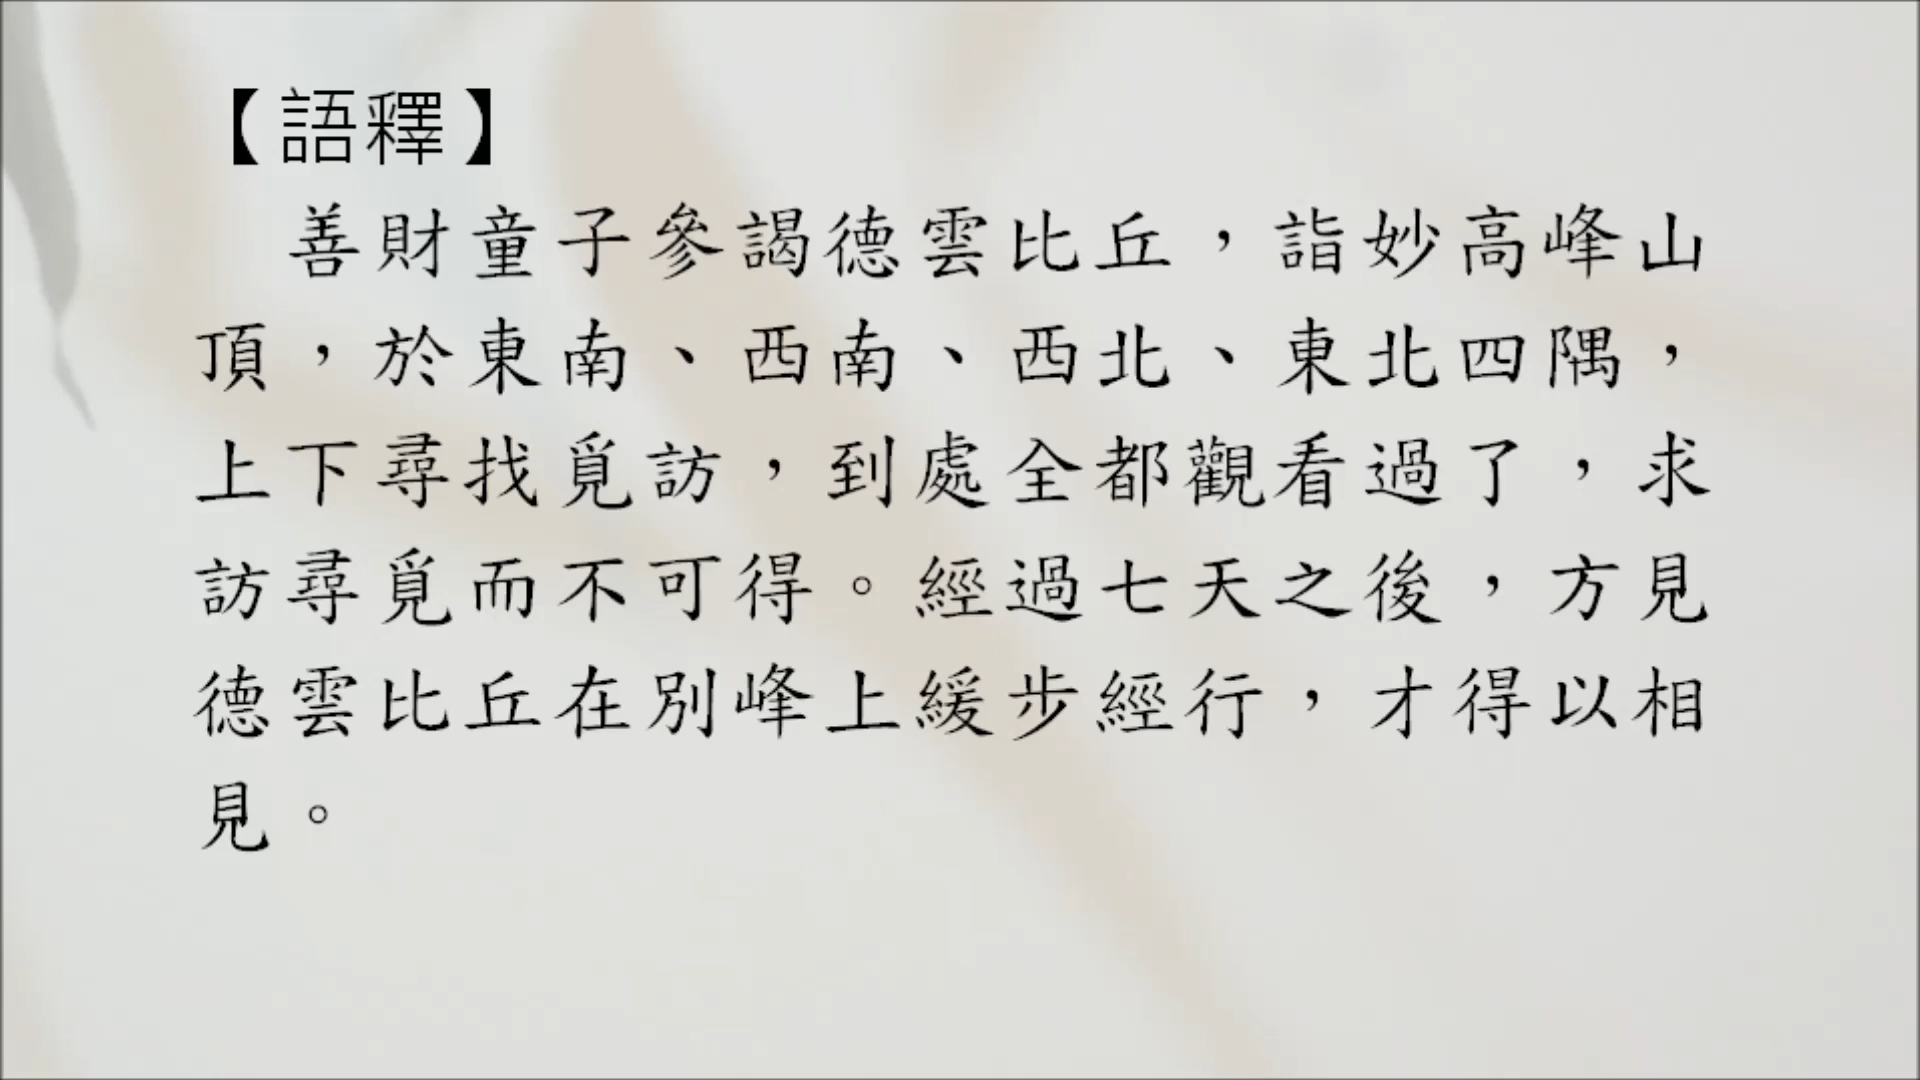 【語釋】
善財童子參謁德雲比丘，詣妙高峰山
頂，於東南、西南、西北、東北四隅，
上下尋找覓訪，到處全都觀看過了，求
訪尋覓而不可得。經過七天之後，方見
德雲比丘在別峰上緩步經行，才得以相
見。